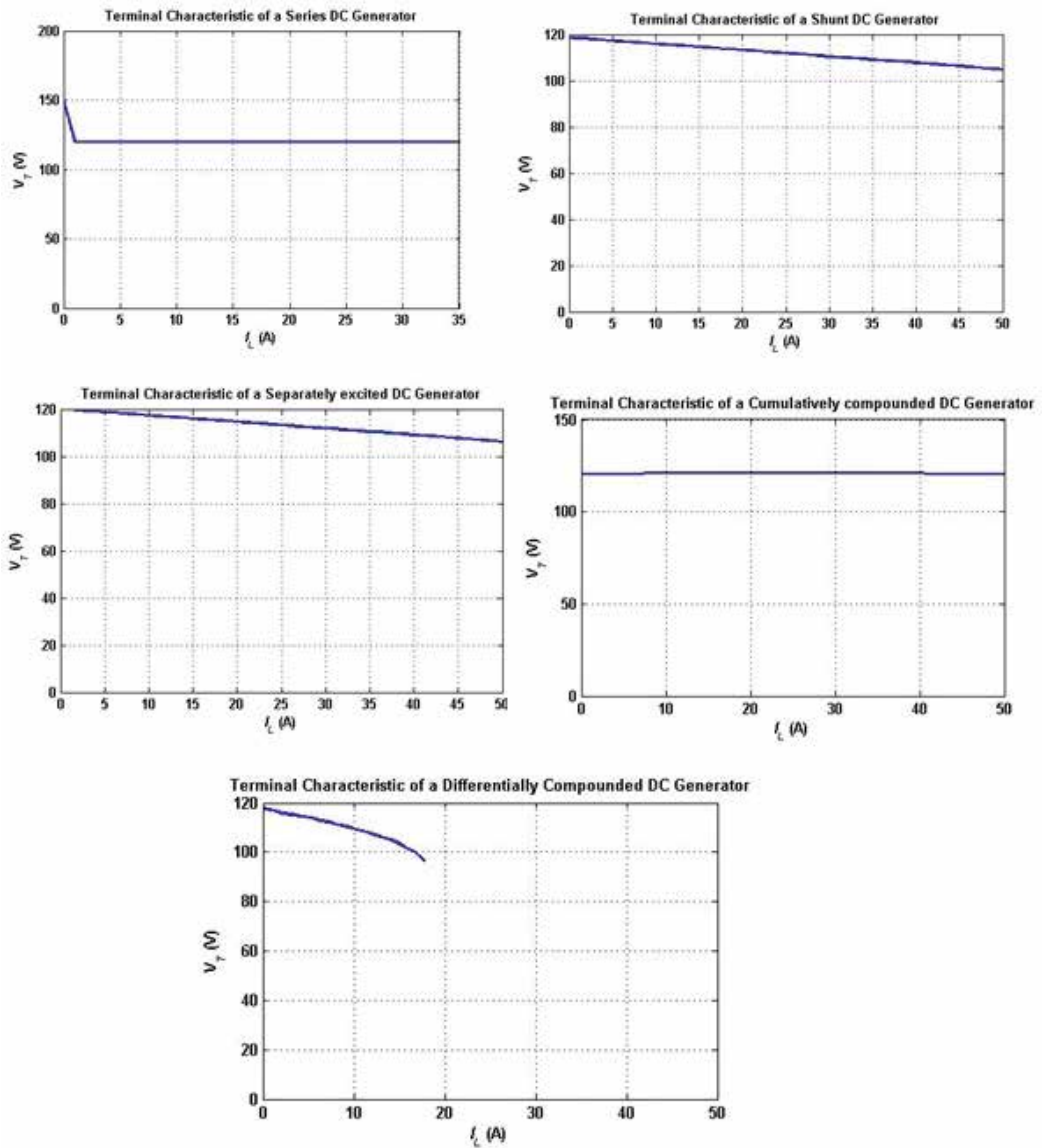 Terminal Characteristic of a Series DC Generator
200
150
100
50
0
V_T (V)
0 5 10 15 20 25 30 35
I_L (A)
Terminal Characteristic of a Shunt DC Generator
120
100
80
60
40
20
0
V_T (V)
0 5 10 15 20 25 30 35 40 45 50
I_L (A)
Terminal Characteristic of a Separately excited DC Generator
120
100
80
60
40
20
0
V_T (V)
0 5 10 15 20 25 30 35 40 45 50
I_L (A)
Terminal Characteristic of a Cumulatively compounded DC Generator
150
100
50
0
V_T (V)
0 10 20 30 40 50
I_L (A)
Terminal Characteristic of a Differentially Compounded DC Generator
120
100
80
60
40
20
0
V_T (V)
0 10 20 30 40 50
I_L (A)